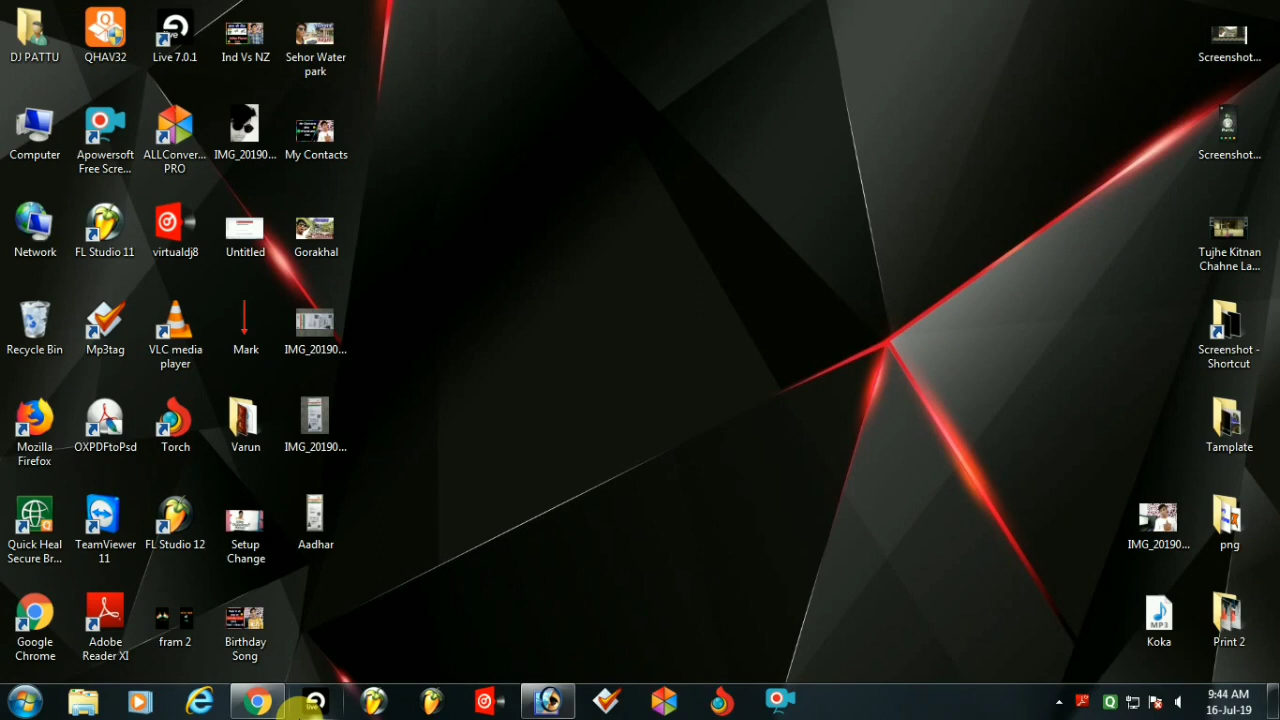 DJ PATTU
QHAV32
Live 7.0.1
Ind Vs NZ
Sehor Water
park
Screenshot...
Computer
Apowersoft
Free Scre...
ALLConver...
PRO
IMG_20190...
My Contacts
Screenshot...
Network
FL Studio 11
virtualdj8
Untitled
Gorakhal
Tujhe Kitnan
Chahne La...
Recycle Bin
Mp3tag
VLC media
player
Mark
IMG_20190...
Screenshot -
Shortcut
Mozilla
Firefox
OXPDFtoPsd
Torch
Varun
IMG_20190...
Tamplate
Quick Heal
Secure Br...
TeamViewer
11
FL Studio 12
Setup
Change
Aadhar
IMG_20190...
png
Google
Chrome
Adobe
Reader XI
fram 2
Birthday
Song
MP3
Koka
Print 2
live
9:44 AM
16-Jul-19